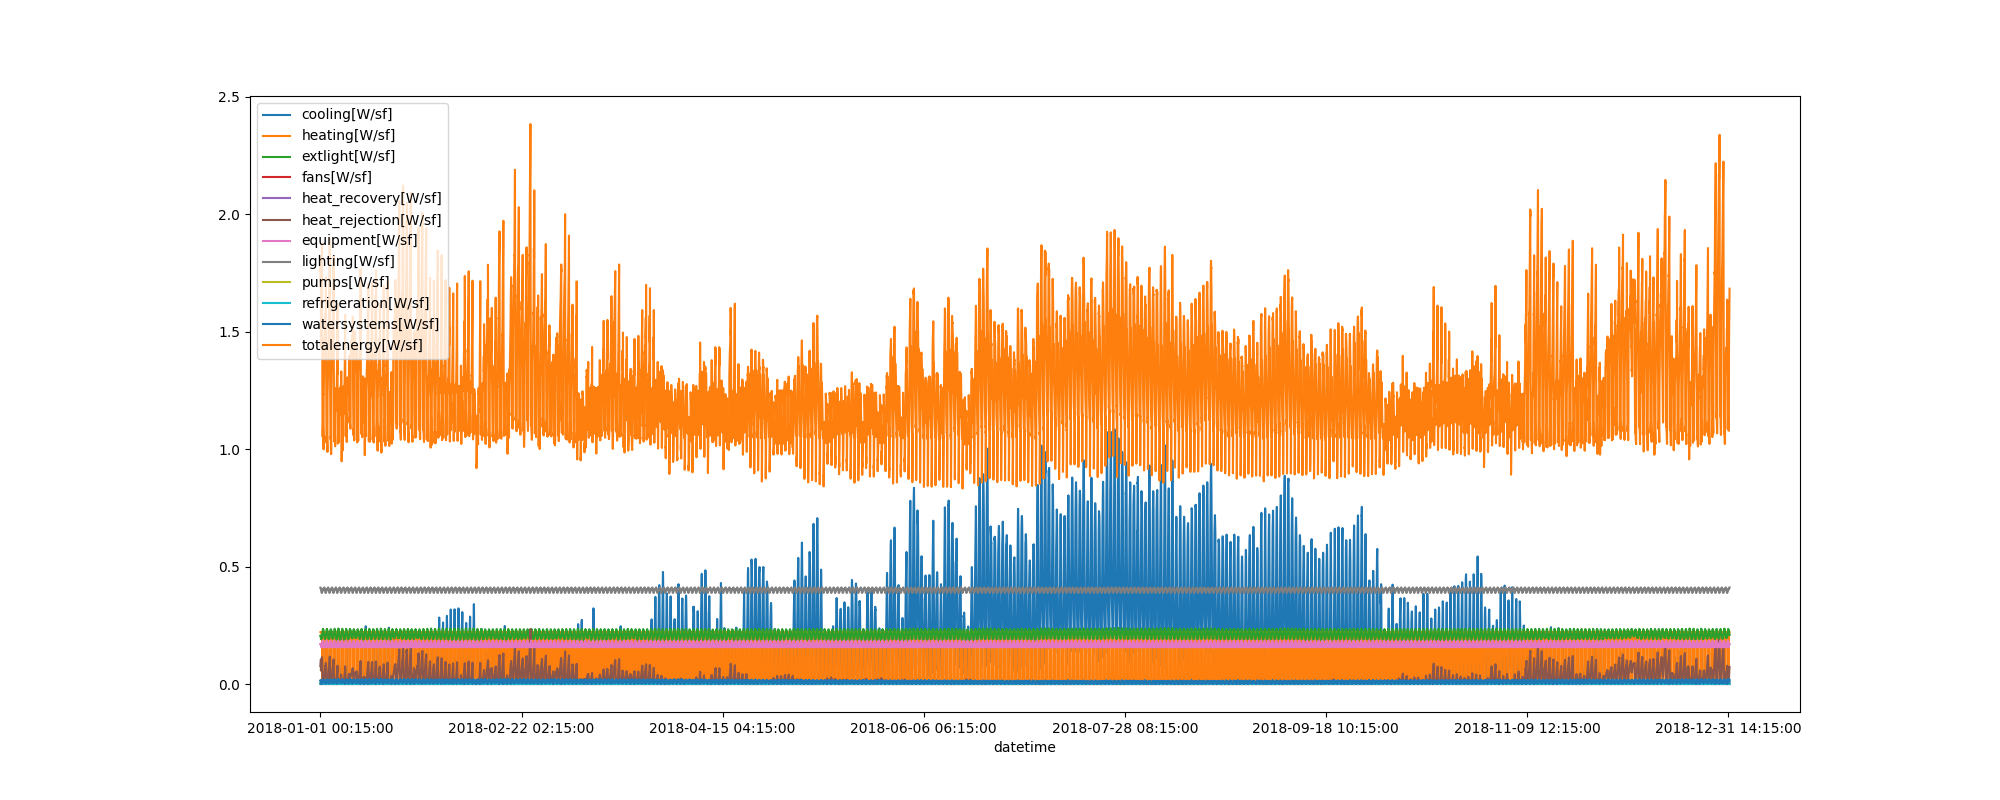 2.5
2.0
1.5
1.0
0.5
0.0
cooling[W/sf]
heating[W/sf]
extlight[W/sf]
fans[W/sf]
heat_recovery[W/sf]
heat_rejection[W/sf]
equipment[W/sf]
lighting[W/sf]
pumps[W/sf]
refrigeration[W/sf]
watersystems[W/sf]
totalenergy[W/sf]
2018-01-01 00:15:00 2018-02-22 02:15:00 2018-04-15 04:15:00 2018-06-06 06:15:00 2018-07-28 08:15:00 2018-09-18 10:15:00 2018-11-09 12:15:00 2018-12-31 14:15:00
datetime